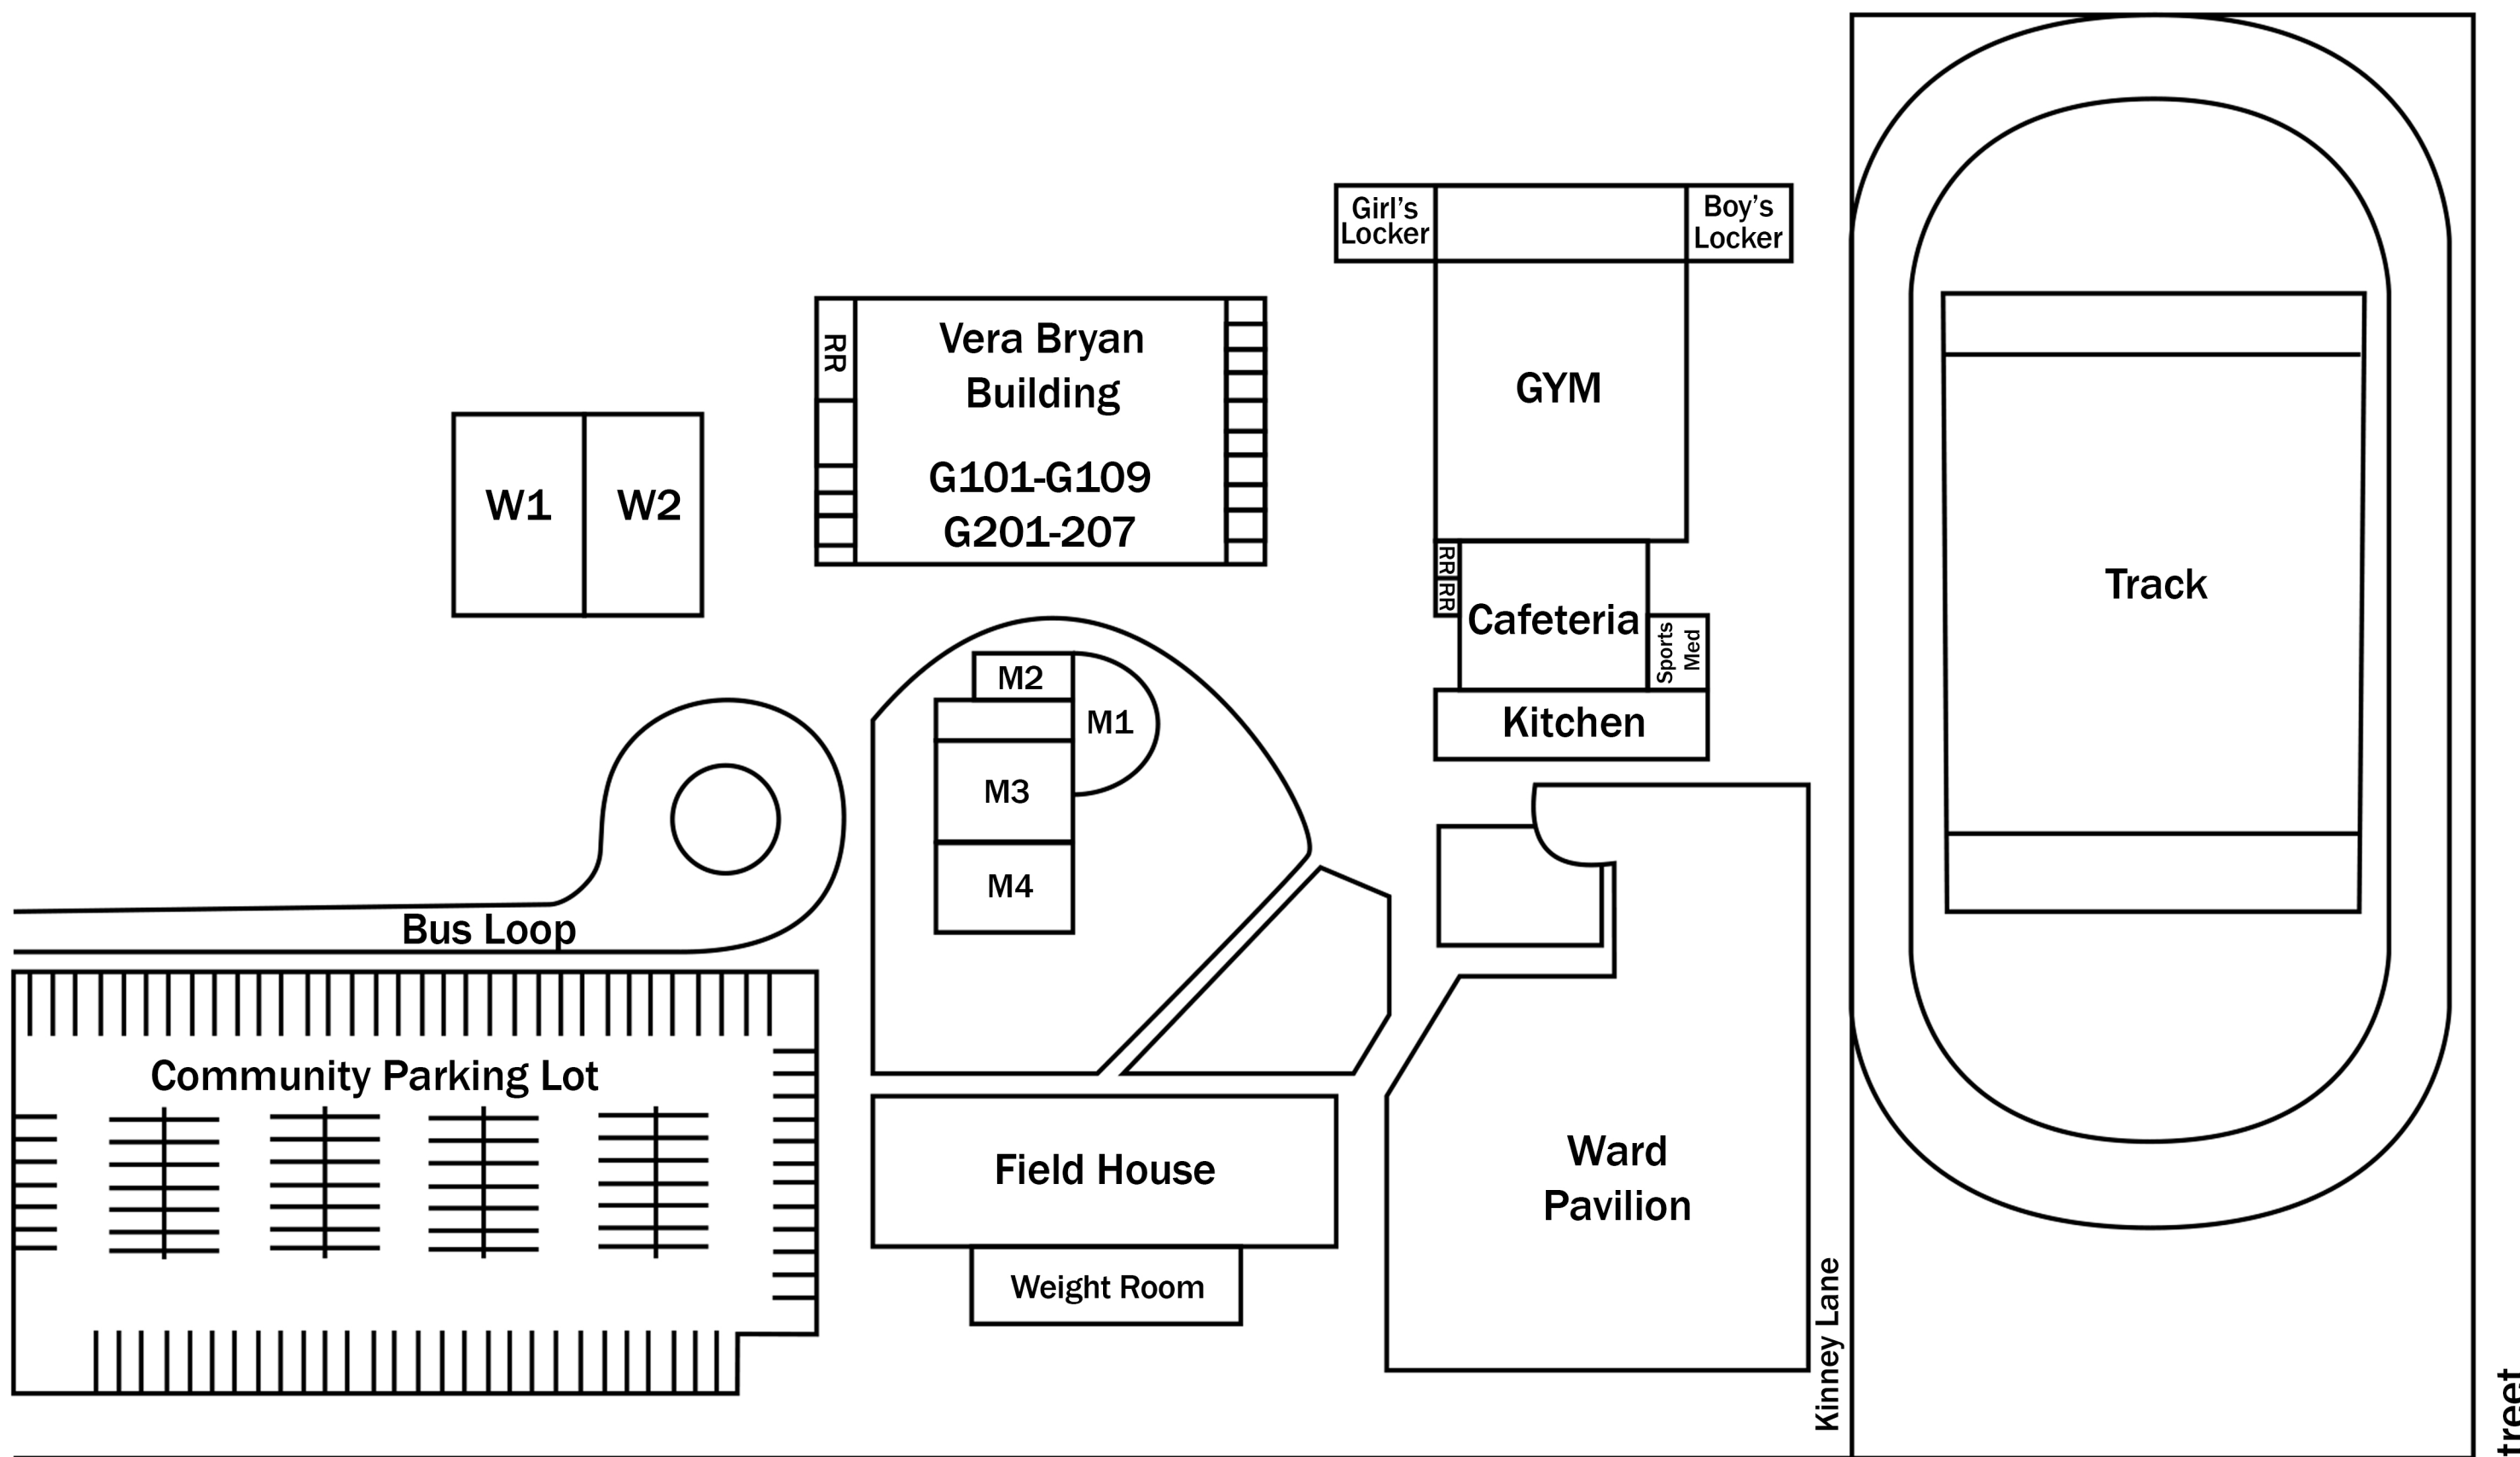 Girl's
Locker
Boy's
Locker
Vera Bryan
Building
G101-G109
G201-207
RR
GYM
W1
W2
Track
RR
RR
Cafeteria
Sports
Med
Kitchen
M2
M1
M3
M4
Bus Loop
Community Parking Lot
Field House
Weight Room
Ward
Pavilion
Kinney Lane
treet